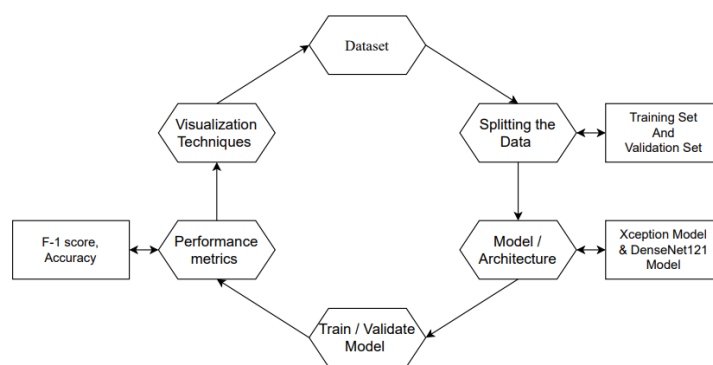 Dataset
Visualization
Techniques
Splitting the
Data
Training Set
And
Validation Set
F-1 score,
Accuracy
Performance
metrics
Model /
Architecture
Xception Model
& DenseNet121
Model
Train / Validate
Model